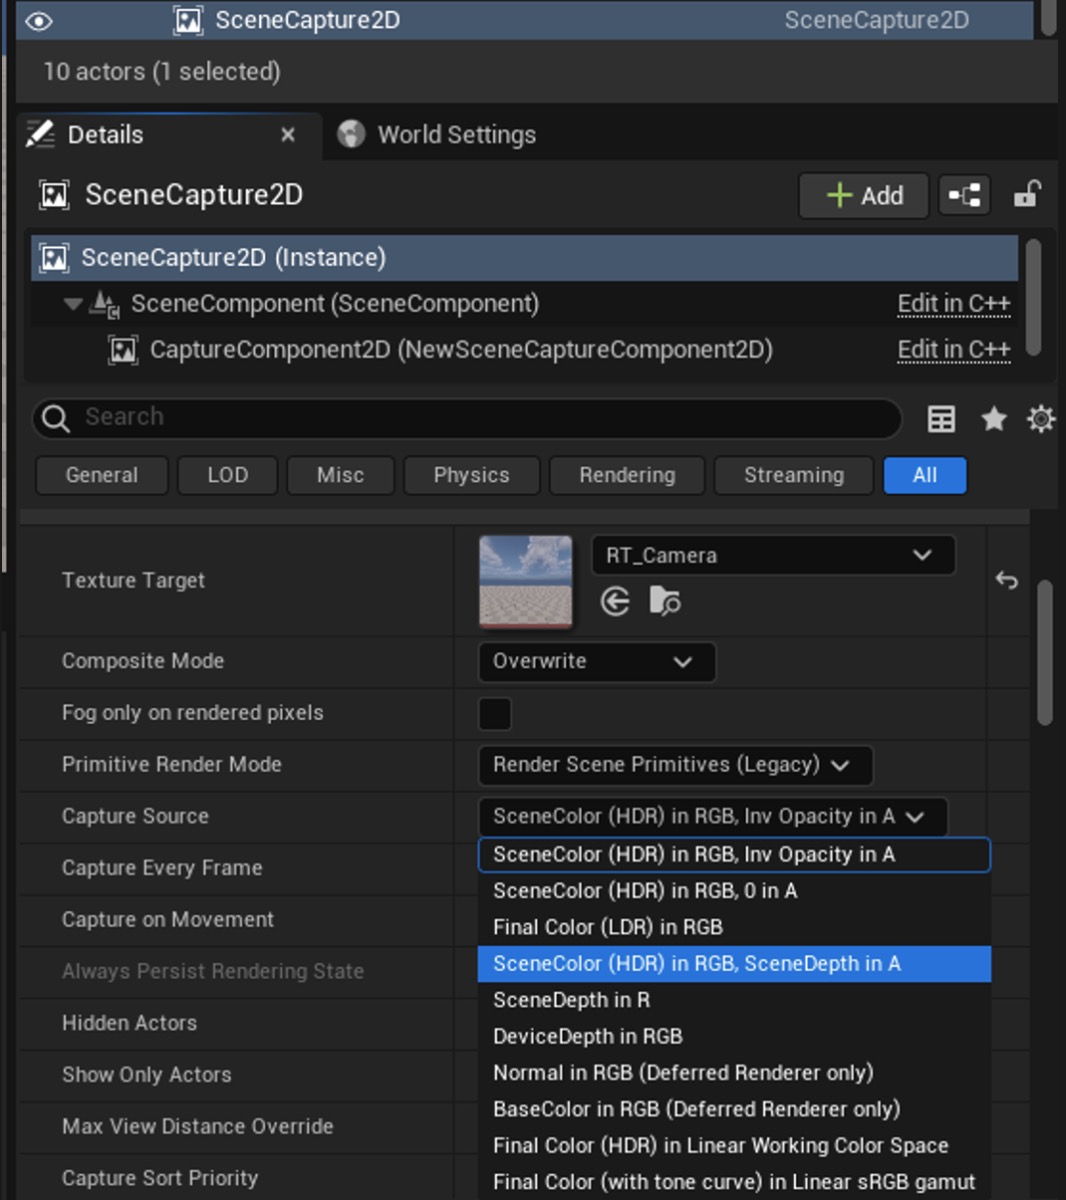 SceneCapture2D SceneCapture2D
10 actors (1 selected)
Details World Settings
SceneCapture2D Add
SceneCapture2D (Instance)
SceneComponent (SceneComponent) Edit in C++
CaptureComponent2D (NewSceneCaptureComponent2D) Edit in C++
Search
General LOD Misc Physics Rendering Streaming All
Texture Target RT_Camera
Composite Mode Overwrite
Fog only on rendered pixels
Primitive Render Mode Render Scene Primitives (Legacy)
Capture Source SceneColor (HDR) in RGB, Inv Opacity in A
SceneColor (HDR) in RGB, Inv Opacity in A
Capture Every Frame
SceneColor (HDR) in RGB, 0 in A
Capture on Movement
Final Color (LDR) in RGB
Always Persist Rendering State
SceneColor (HDR) in RGB, SceneDepth in A
SceneDepth in R
Hidden Actors
DeviceDepth in RGB
Show Only Actors
Normal in RGB (Deferred Renderer only)
BaseColor in RGB (Deferred Renderer only)
Max View Distance Override
Final Color (HDR) in Linear Working Color Space
Capture Sort Priority
Final Color (with tone curve) in Linear sRGB gamut